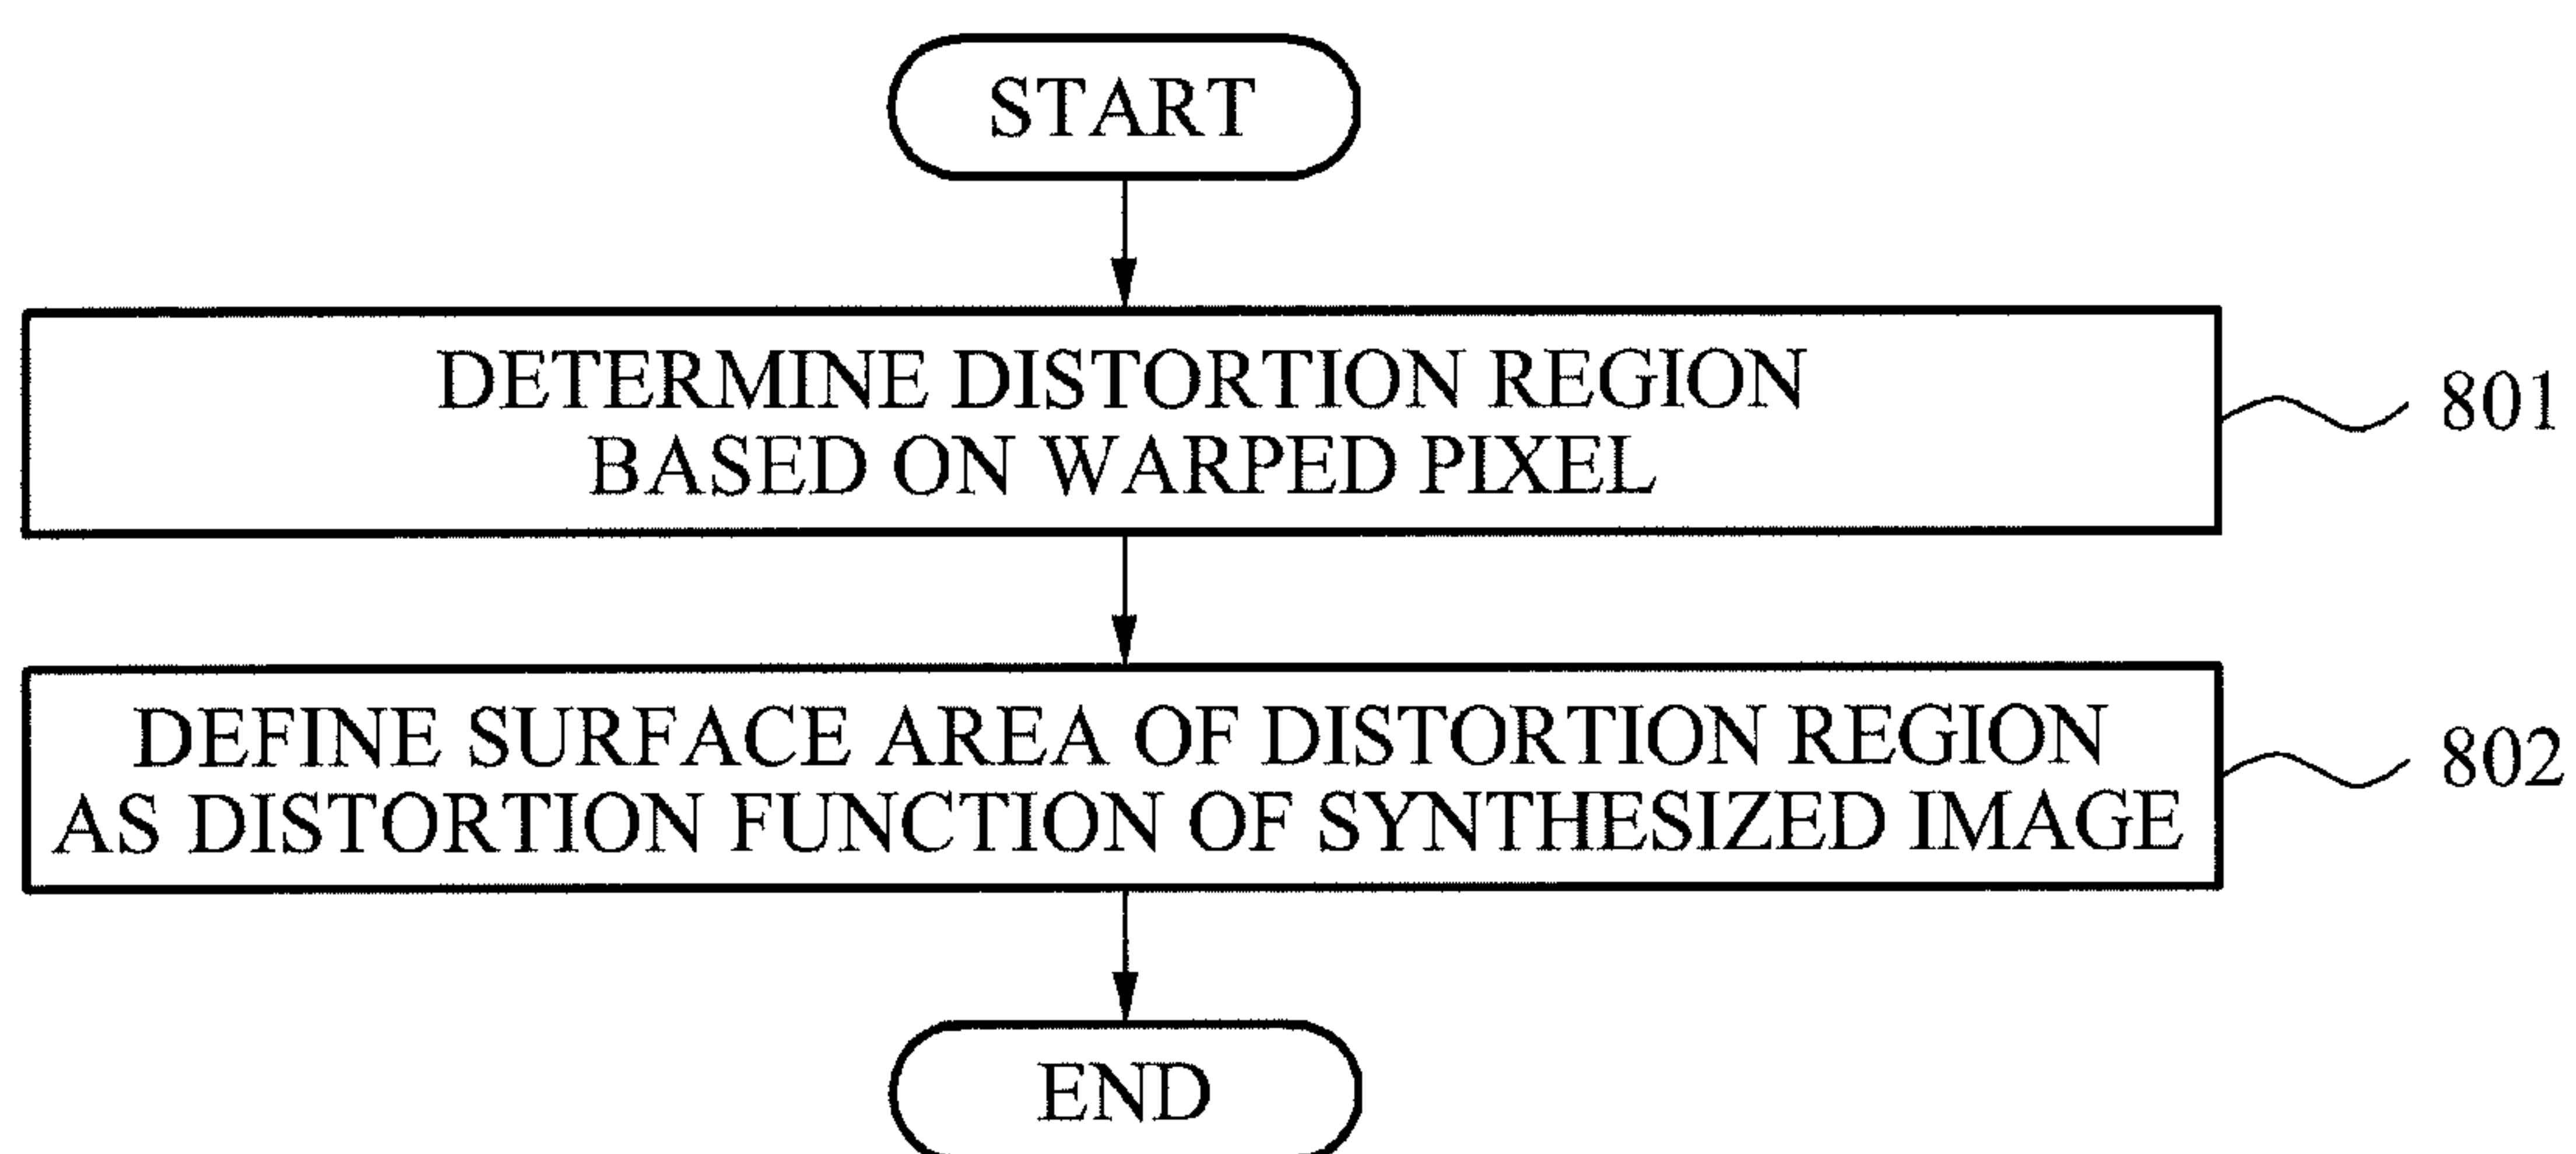 START
DETERMINE DISTORTION REGION
BASED ON WARPED PIXEL
801
DEFINE SURFACE AREA OF DISTORTION REGION
AS DISTORTION FUNCTION OF SYNTHESIZED IMAGE
802
END